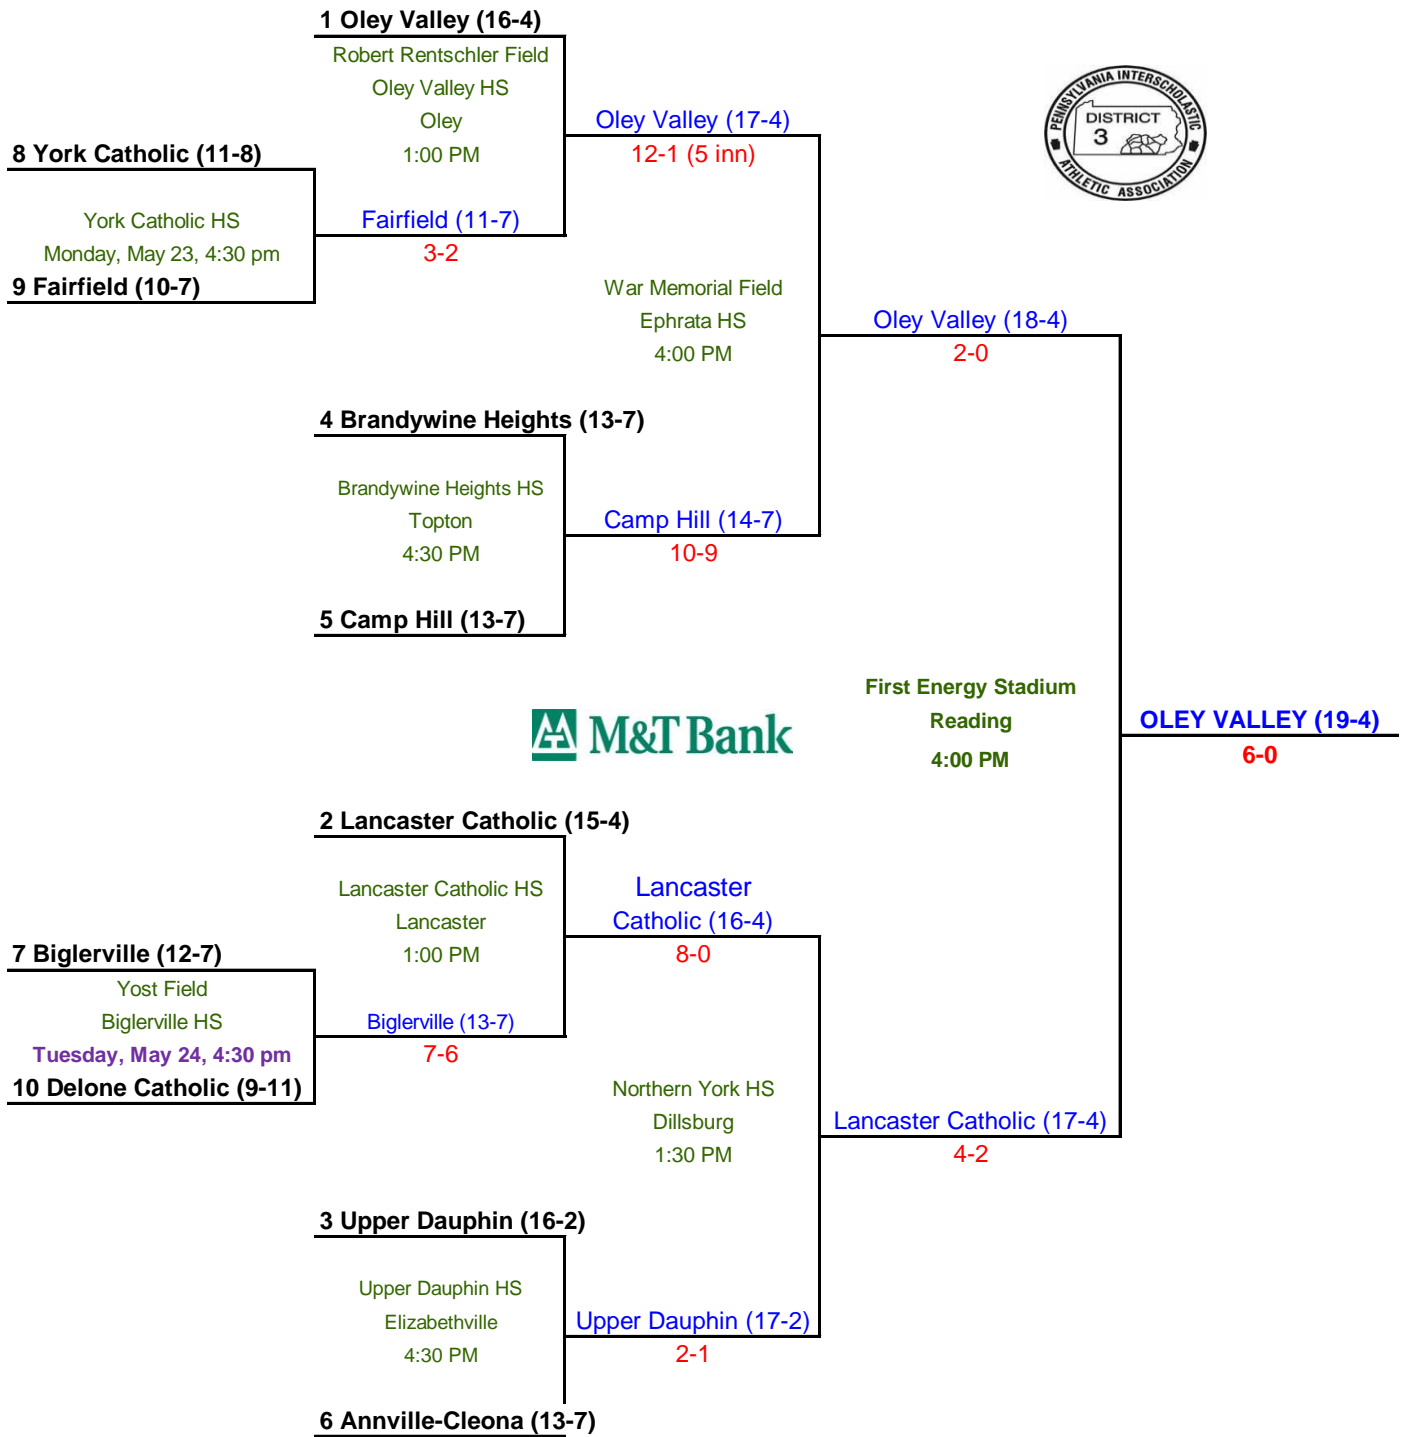 1 Oley Valley (16-4)
Robert Rentschler Field
Oley Valley HS
Oley
1:00 PM
Oley Valley (17-4)
12-1 (5 inn)
PENNSYLVANIA INTERSCHOLASTIC
DISTRICT
3
ATHLETIC ASSOCIATION
8 York Catholic (11-8)
York Catholic HS
Monday, May 23, 4:30 pm
9 Fairfield (10-7)
Fairfield (11-7)
3-2
War Memorial Field
Ephrata HS
4:00 PM
Oley Valley (18-4)
2-0
4 Brandywine Heights (13-7)
Brandywine Heights HS
Topton
4:30 PM
Camp Hill (14-7)
10-9
5 Camp Hill (13-7)
First Energy Stadium
Reading
4:00 PM
M&T Bank
OLEY VALLEY (19-4)
6-0
2 Lancaster Catholic (15-4)
Lancaster Catholic HS
Lancaster
1:00 PM
Lancaster
Catholic (16-4)
8-0
7 Biglerville (12-7)
Yost Field
Biglerville HS
Tuesday, May 24, 4:30 pm
10 Delone Catholic (9-11)
Biglerville (13-7)
7-6
Northern York HS
Dillsburg
1:30 PM
Lancaster Catholic (17-4)
4-2
3 Upper Dauphin (16-2)
Upper Dauphin HS
Elizabethville
4:30 PM
Upper Dauphin (17-2)
2-1
6 Annville-Cleona (13-7)